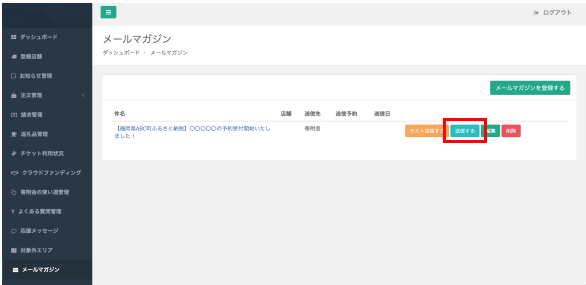 ログアウト
メールマガジン
ダッシュボード / メールマガジン
ダッシュボード
登録店舗
お知らせ管理
注文管理
請求管理
返礼品管理
チケット利用状況
クラウドファンディング
寄附金の使い道管理
よくある質問管理
応援メッセージ
対象外エリア
メールマガジン
メールマガジンを登録する
件名 店舗 送信先 送信予約 送信日
【福岡県ABC町ふるさと納税】〇〇〇〇〇の予約受付開始いたし
ました！
寄附者
テスト送信する 送信する 編集 削除